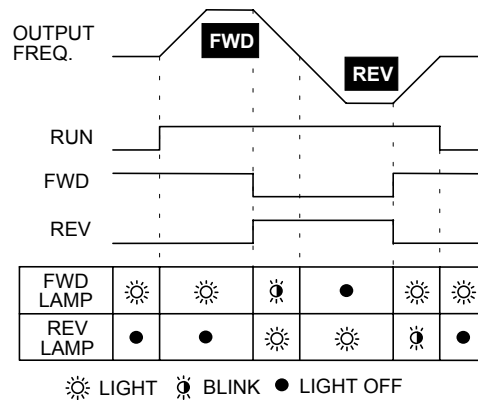 OUTPUT
FREQ.
FWD
REV
RUN
FWD
REV
FWD
LAMP
REV
LAMP
LIGHT BLINK LIGHT OFF